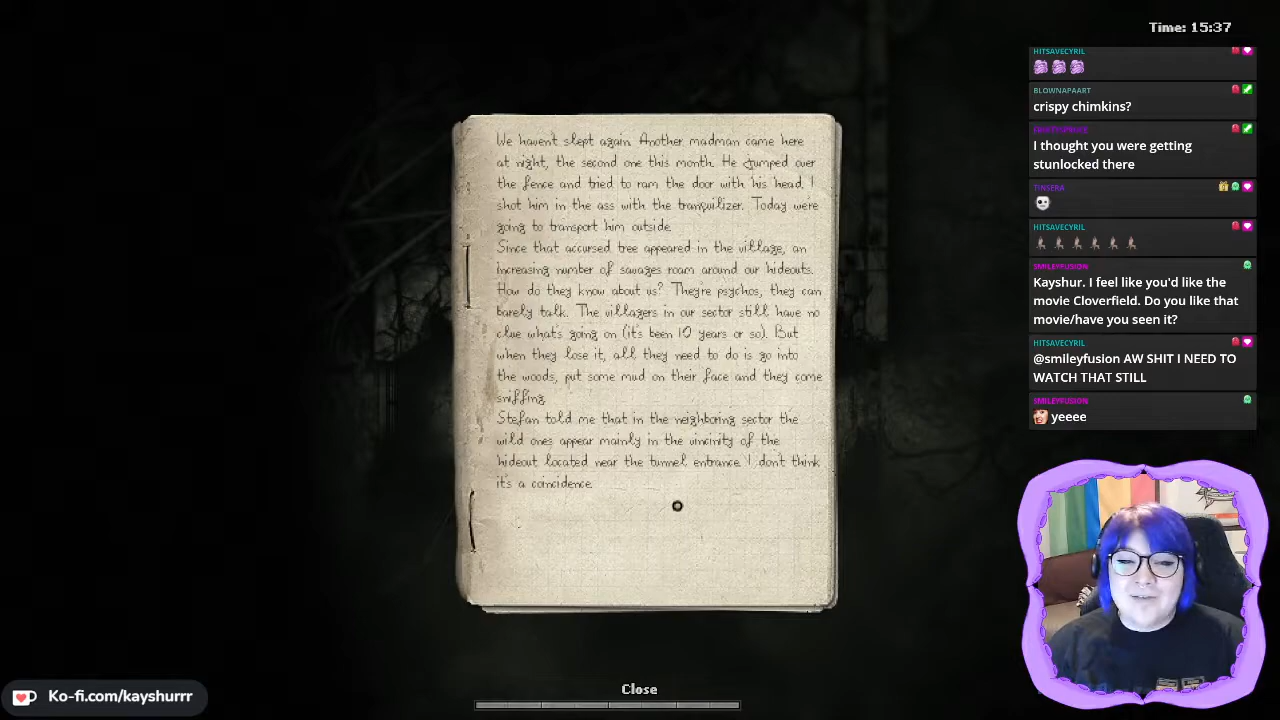 Time: 15:37
We haven't slept again. Another madman came here
at night, the second one this month. He jumped over
the fence and tried to ram the door with his head. I
shot him in the ass with the tranquilizer. Today we're
going to transport him outside.
Since that accursed tree appeared in the village, an
increasing number of savages roam around our hideouts.
How do they know about us? They're psychos, they can
barely talk. The villagers in our sector still have no
clue what's going on (it's been 10 years or so). But
when they lose it, all they need to do is go into
the woods, put some mud on their face and they come
sniffing.
Stefan told me that in the neighboring sector the
wild ones appear mainly in the vincinity of the
hideout located near the tunnel entrance. I don't think
it's a coincidence.
Close
HITSAVECYRIL
BLOWNAPAART
crispy chimkins?
I thought you were getting
stunlocked there
TINSERA
HITSAVECYRIL
SMILEYFUSION
Kayshur. I feel like you'd like the
movie Cloverfield. Do you like that
movie/have you seen it?
HITSAVECYRIL
@smileyfusion AW SHIT I NEED TO
WATCH THAT STILL
SMILEYFUSION
yeeee
Ko-fi.com/kayshurrr